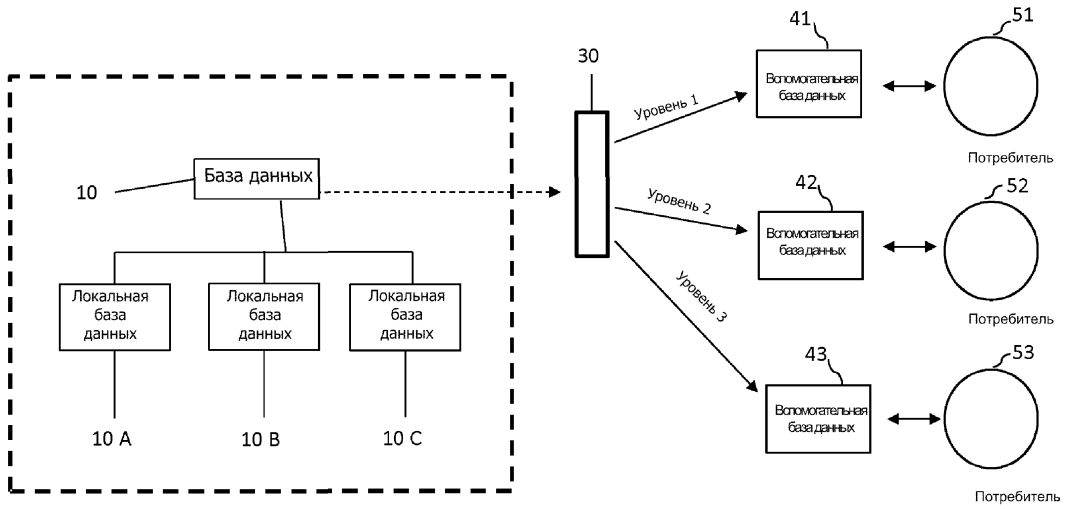 10
База данных
Локальная
база
данных
Локальная
база
данных
Локальная
база
данных
10 A
10 B
10 C
30
Уровень 1
Уровень 2
Уровень 3
41
Вспомогательная
база данных
51
Потребитель
42
Вспомогательная
база данных
52
Потребитель
43
Вспомогательная
база данных
53
Потребитель